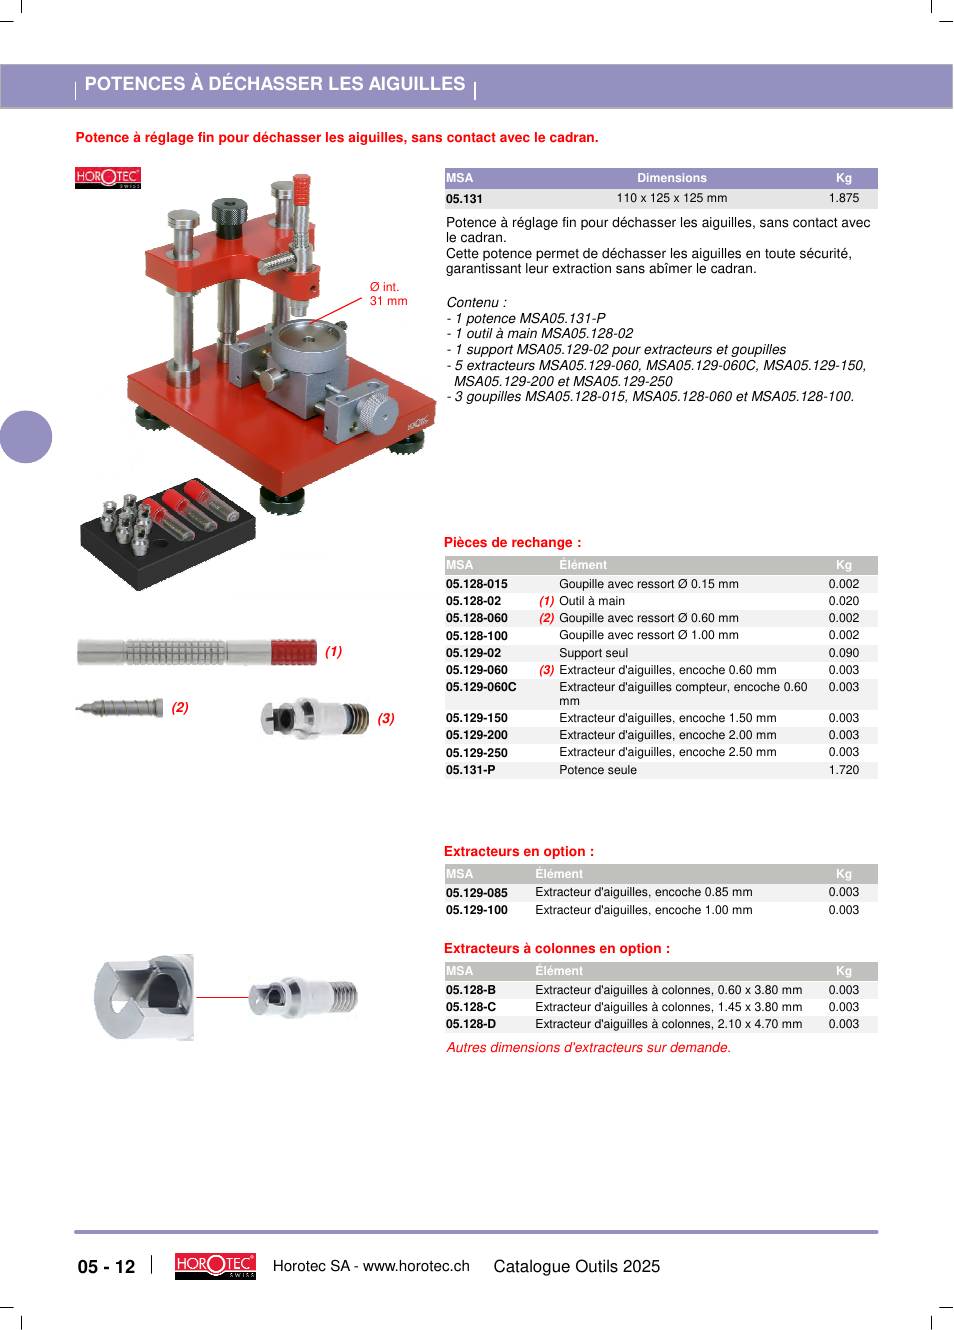 POTENCES À DÉCHASSER LES AIGUILLES
Potence à réglage fin pour déchasser les aiguilles, sans contact avec le cadran.
HOROTEC®
SWISS
Ø int.
31 mm
HOROTEC
MSA Dimensions Kg
05.131 110 x 125 x 125 mm 1.875
Potence à réglage fin pour déchasser les aiguilles, sans contact avec
le cadran.
Cette potence permet de déchasser les aiguilles en toute sécurité,
garantissant leur extraction sans abîmer le cadran.
Contenu :
- 1 potence MSA05.131-P
- 1 outil à main MSA05.128-02
- 1 support MSA05.129-02 pour extracteurs et goupilles
- 5 extracteurs MSA05.129-060, MSA05.129-060C, MSA05.129-150,
MSA05.129-200 et MSA05.129-250
- 3 goupilles MSA05.128-015, MSA05.128-060 et MSA05.128-100.
Pièces de rechange :
MSA Élément Kg
05.128-015 Goupille avec ressort Ø 0.15 mm 0.002
05.128-02 (1) Outil à main 0.020
05.128-060 (2) Goupille avec ressort Ø 0.60 mm 0.002
05.128-100 Goupille avec ressort Ø 1.00 mm 0.002
05.129-02 Support seul 0.090
05.129-060 (3) Extracteur d'aiguilles, encoche 0.60 mm 0.003
05.129-060C Extracteur d'aiguilles compteur, encoche 0.60 0.003
mm
05.129-150 Extracteur d'aiguilles, encoche 1.50 mm 0.003
05.129-200 Extracteur d'aiguilles, encoche 2.00 mm 0.003
05.129-250 Extracteur d'aiguilles, encoche 2.50 mm 0.003
05.131-P Potence seule 1.720
(1)
(2)
(3)
Extracteurs en option :
MSA Élément Kg
05.129-085 Extracteur d'aiguilles, encoche 0.85 mm 0.003
05.129-100 Extracteur d'aiguilles, encoche 1.00 mm 0.003
Extracteurs à colonnes en option :
MSA Élément Kg
05.128-B Extracteur d'aiguilles à colonnes, 0.60 x 3.80 mm 0.003
05.128-C Extracteur d'aiguilles à colonnes, 1.45 x 3.80 mm 0.003
05.128-D Extracteur d'aiguilles à colonnes, 2.10 x 4.70 mm 0.003
Autres dimensions d'extracteurs sur demande.
05 - 12
HOROTEC®
SWISS
Horotec SA - www.horotec.ch Catalogue Outils 2025